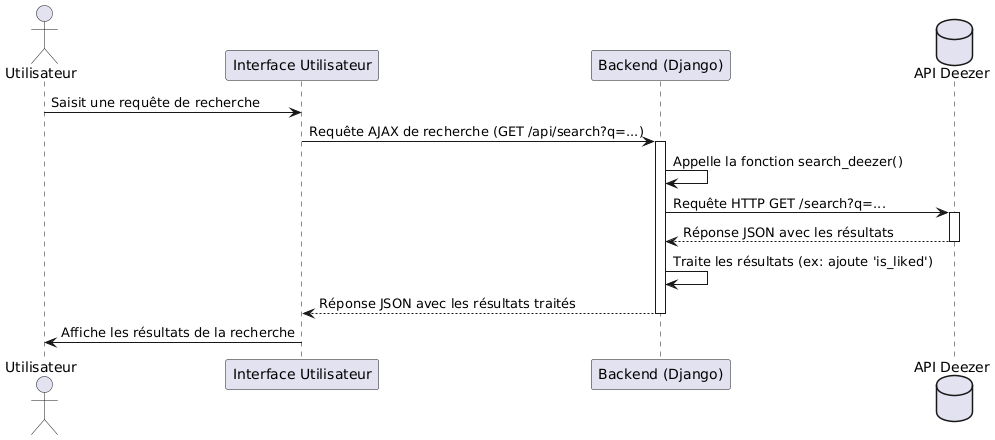 Utilisateur
Interface Utilisateur
Backend (Django)
API Deezer
Saisit une requête de recherche
Requête AJAX de recherche (GET /api/search?q=...)
Appelle la fonction search_deezer()
Requête HTTP GET /search?q=...
Réponse JSON avec les résultats
Traite les résultats (ex: ajoute 'is_liked')
Réponse JSON avec les résultats traités
Affiche les résultats de la recherche
Utilisateur
Interface Utilisateur
Backend (Django)
API Deezer